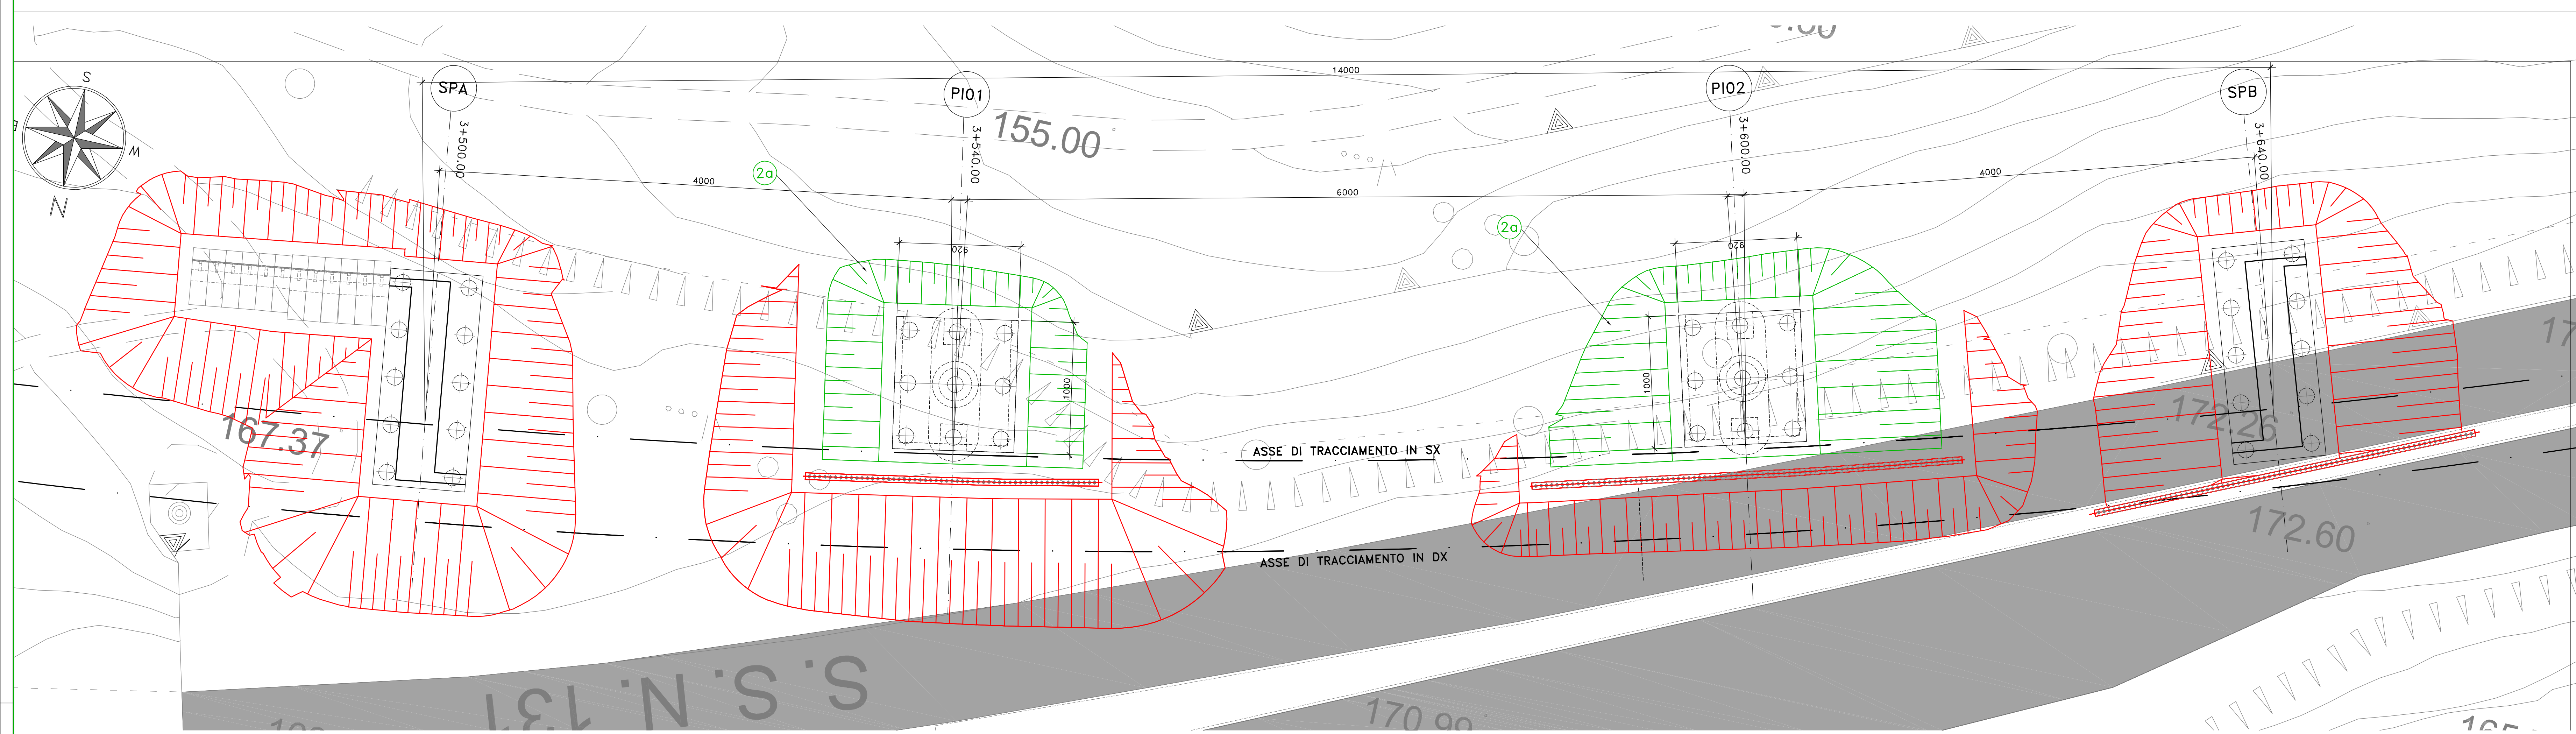 S
W
N
SPA
3+500.00
PI01
3+540.00
PI02
3+600.00
SPB
3+640.00
14000
4000
6000
4000
155.00
2a
2a
920
920
1000
1000
167.37
ASSE DI TRACCIAMENTO IN SX
ASSE DI TRACCIAMENTO IN DX
172.26
172.60
S. S. N. 131
170.99